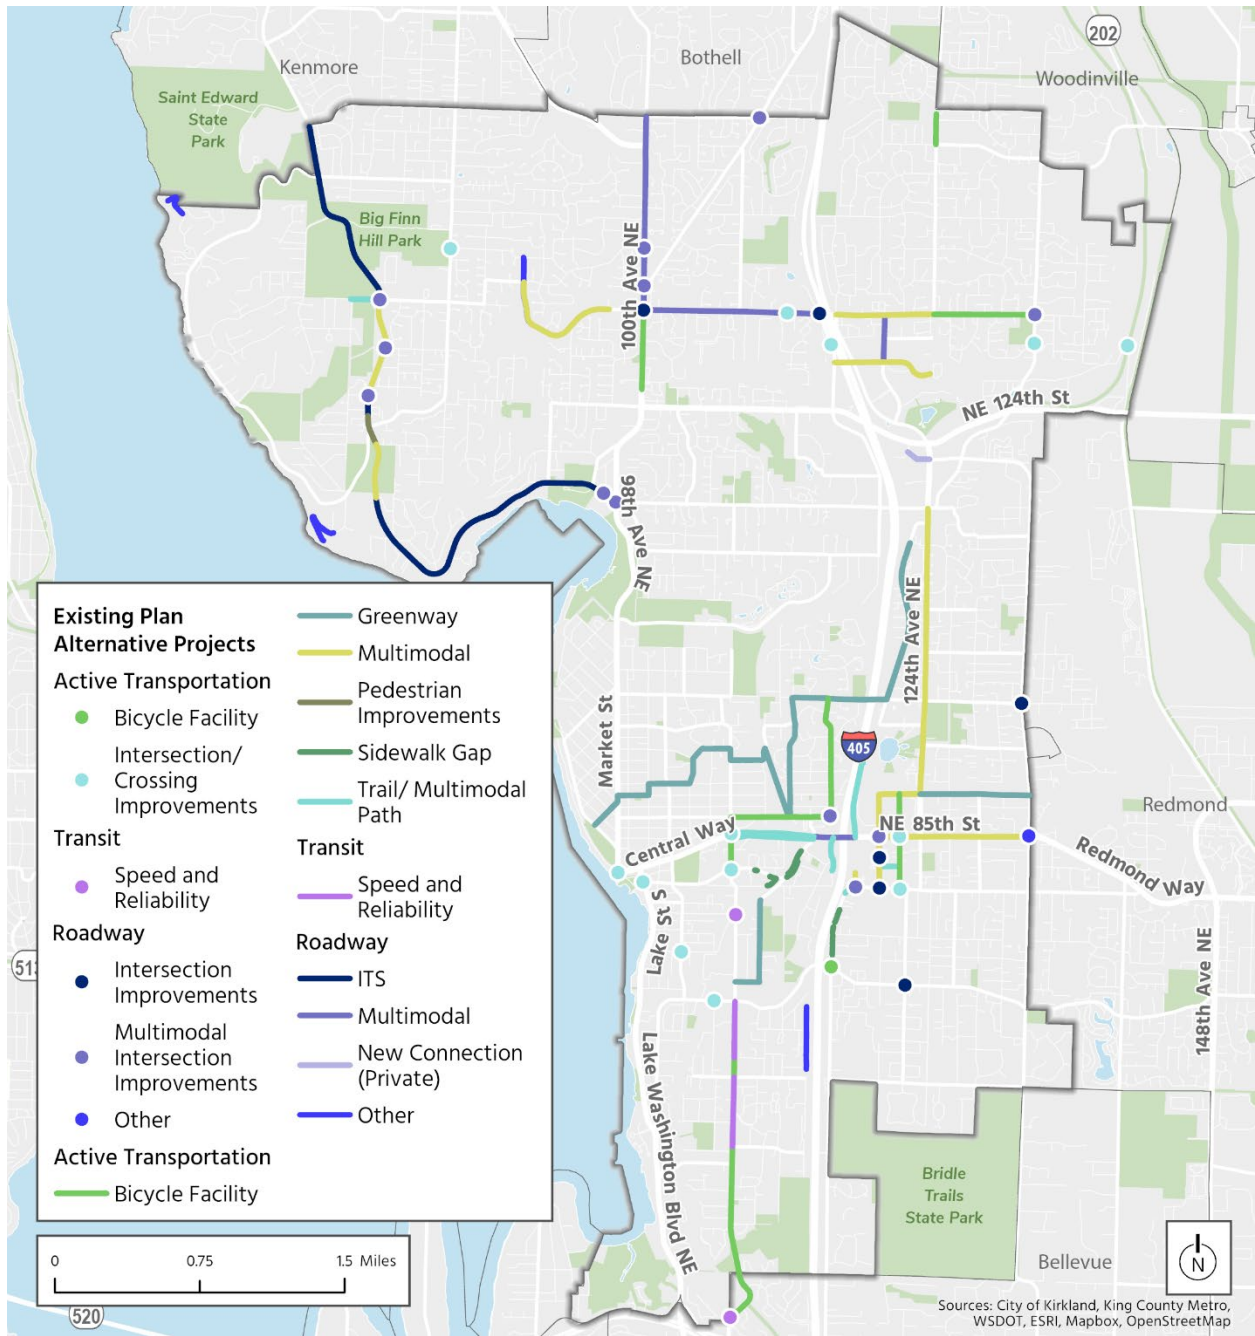 202
Kenmore
Bothell
Woodinville
Saint Edward
State
Park
Big Finn
Hill Park
100th Ave NE
NE 124th St
98th Ave NE
124th Ave NE
Market St
405
Central Way
NE 85th St
Redmond
Redmond Way
S
Lake St
148th Ave NE
Lake Washington Blvd NE
513
Bridle
Trails
State Park
Bellevue
Existing Plan
Alternative Projects
Active Transportation
Bicycle Facility
Intersection/
Crossing
Improvements
Transit
Speed and
Reliability
Roadway
Intersection
Improvements
Multimodal
Intersection
Improvements
Other
Active Transportation
Bicycle Facility
Greenway
Multimodal
Pedestrian
Improvements
Sidewalk Gap
Trail/ Multimodal
Path
Transit
Speed and
Reliability
Roadway
ITS
Multimodal
New Connection
(Private)
Other
0 0.75 1.5 Miles
520
N
Sources: City of Kirkland, King County Metro,
WSDOT, ESRI, Mapbox, OpenStreetMap